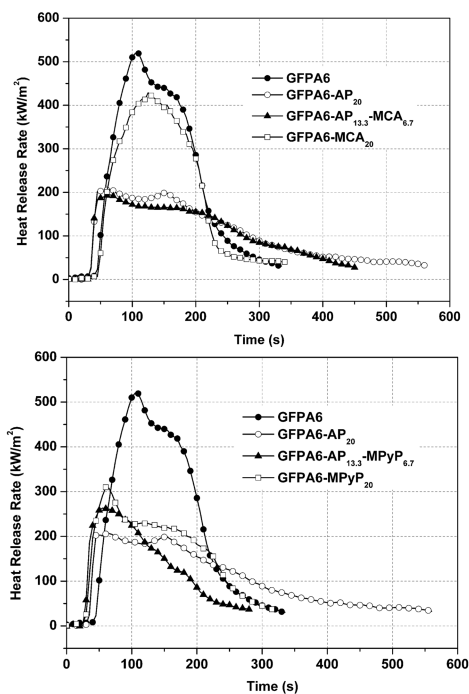 600
500
400
300
200
100
0
Heat Release Rate (kW/m²)
GFPA6
GFPA6-AP₂₀
GFPA6-AP₁₃.₃-MCA₆.₇
GFPA6-MCA₂₀
0 100 200 300 400 500 600
Time (s)
600
500
400
300
200
100
0
Heat Release Rate (kW/m²)
GFPA6
GFPA6-AP₂₀
GFPA6-AP₁₃.₃-MPyP₆.₇
GFPA6-MPyP₂₀
0 100 200 300 400 500 600
Time (s)